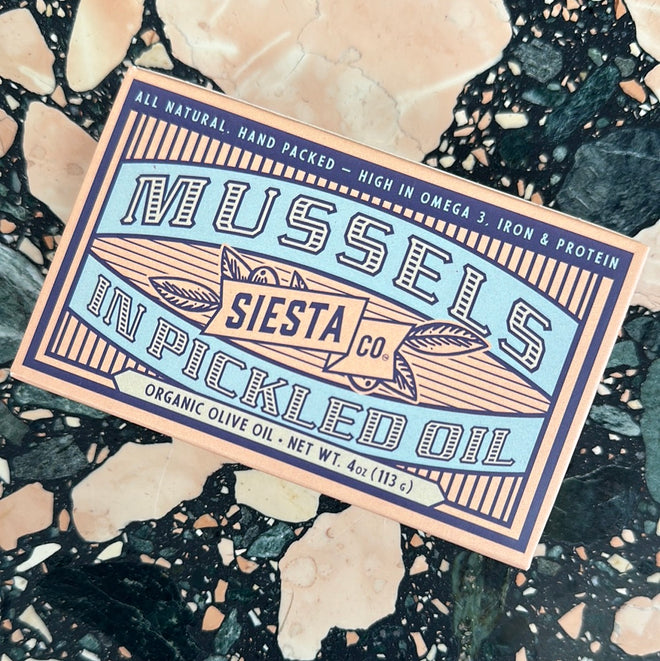 ALL NATURAL. HAND PACKED – HIGH IN OMEGA 3, IRON & PROTEIN
MUSSELS
SIESTA CO
IN PICKLED OIL
ORGANIC OLIVE OIL • NET WT. 4OZ (113 G)